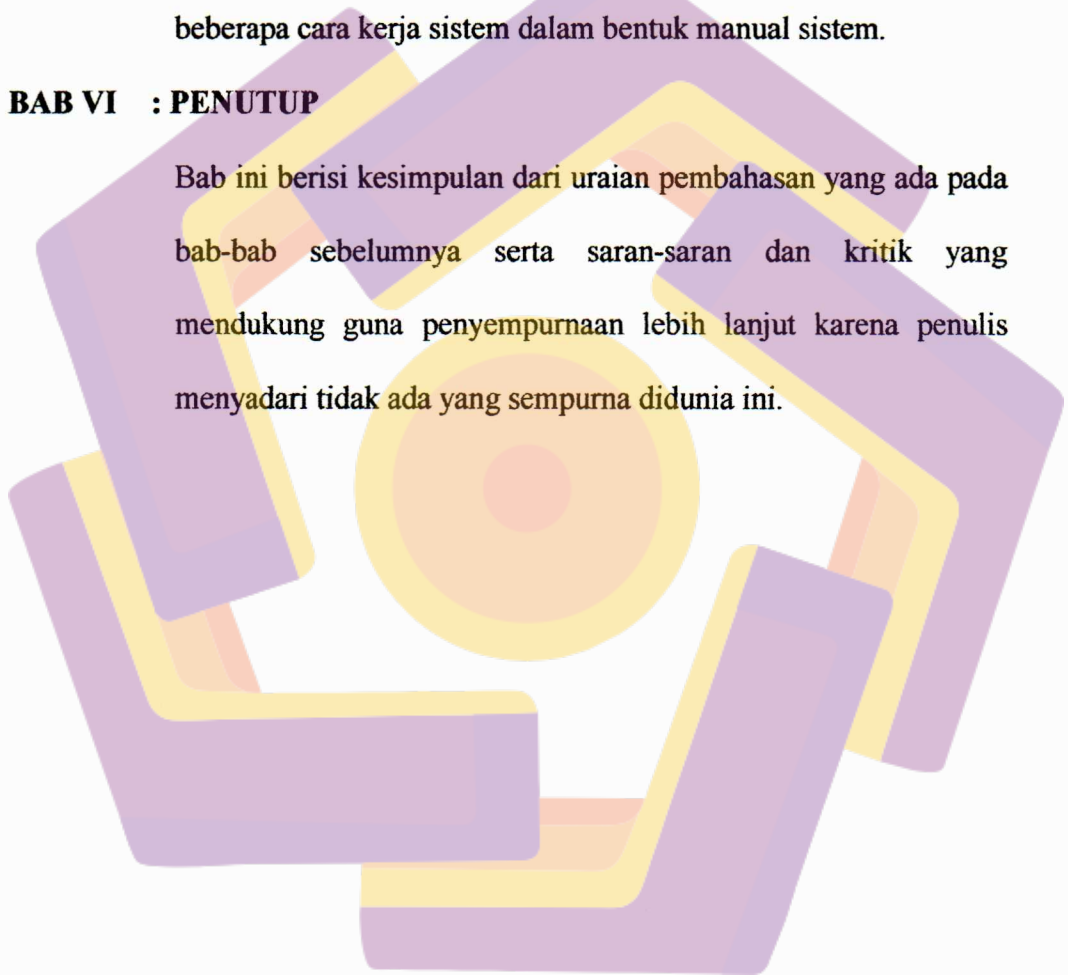 beberapa cara kerja sistem dalam bentuk manual sistem.
BAB VI : PENUTUP
Bab ini berisi kesimpulan dari uraian pembahasan yang ada pada
bab-bab sebelumnya serta saran-saran dan kritik yang
mendukung guna penyempurnaan lebih lanjut karena penulis
menyadari tidak ada yang sempurna didunia ini.